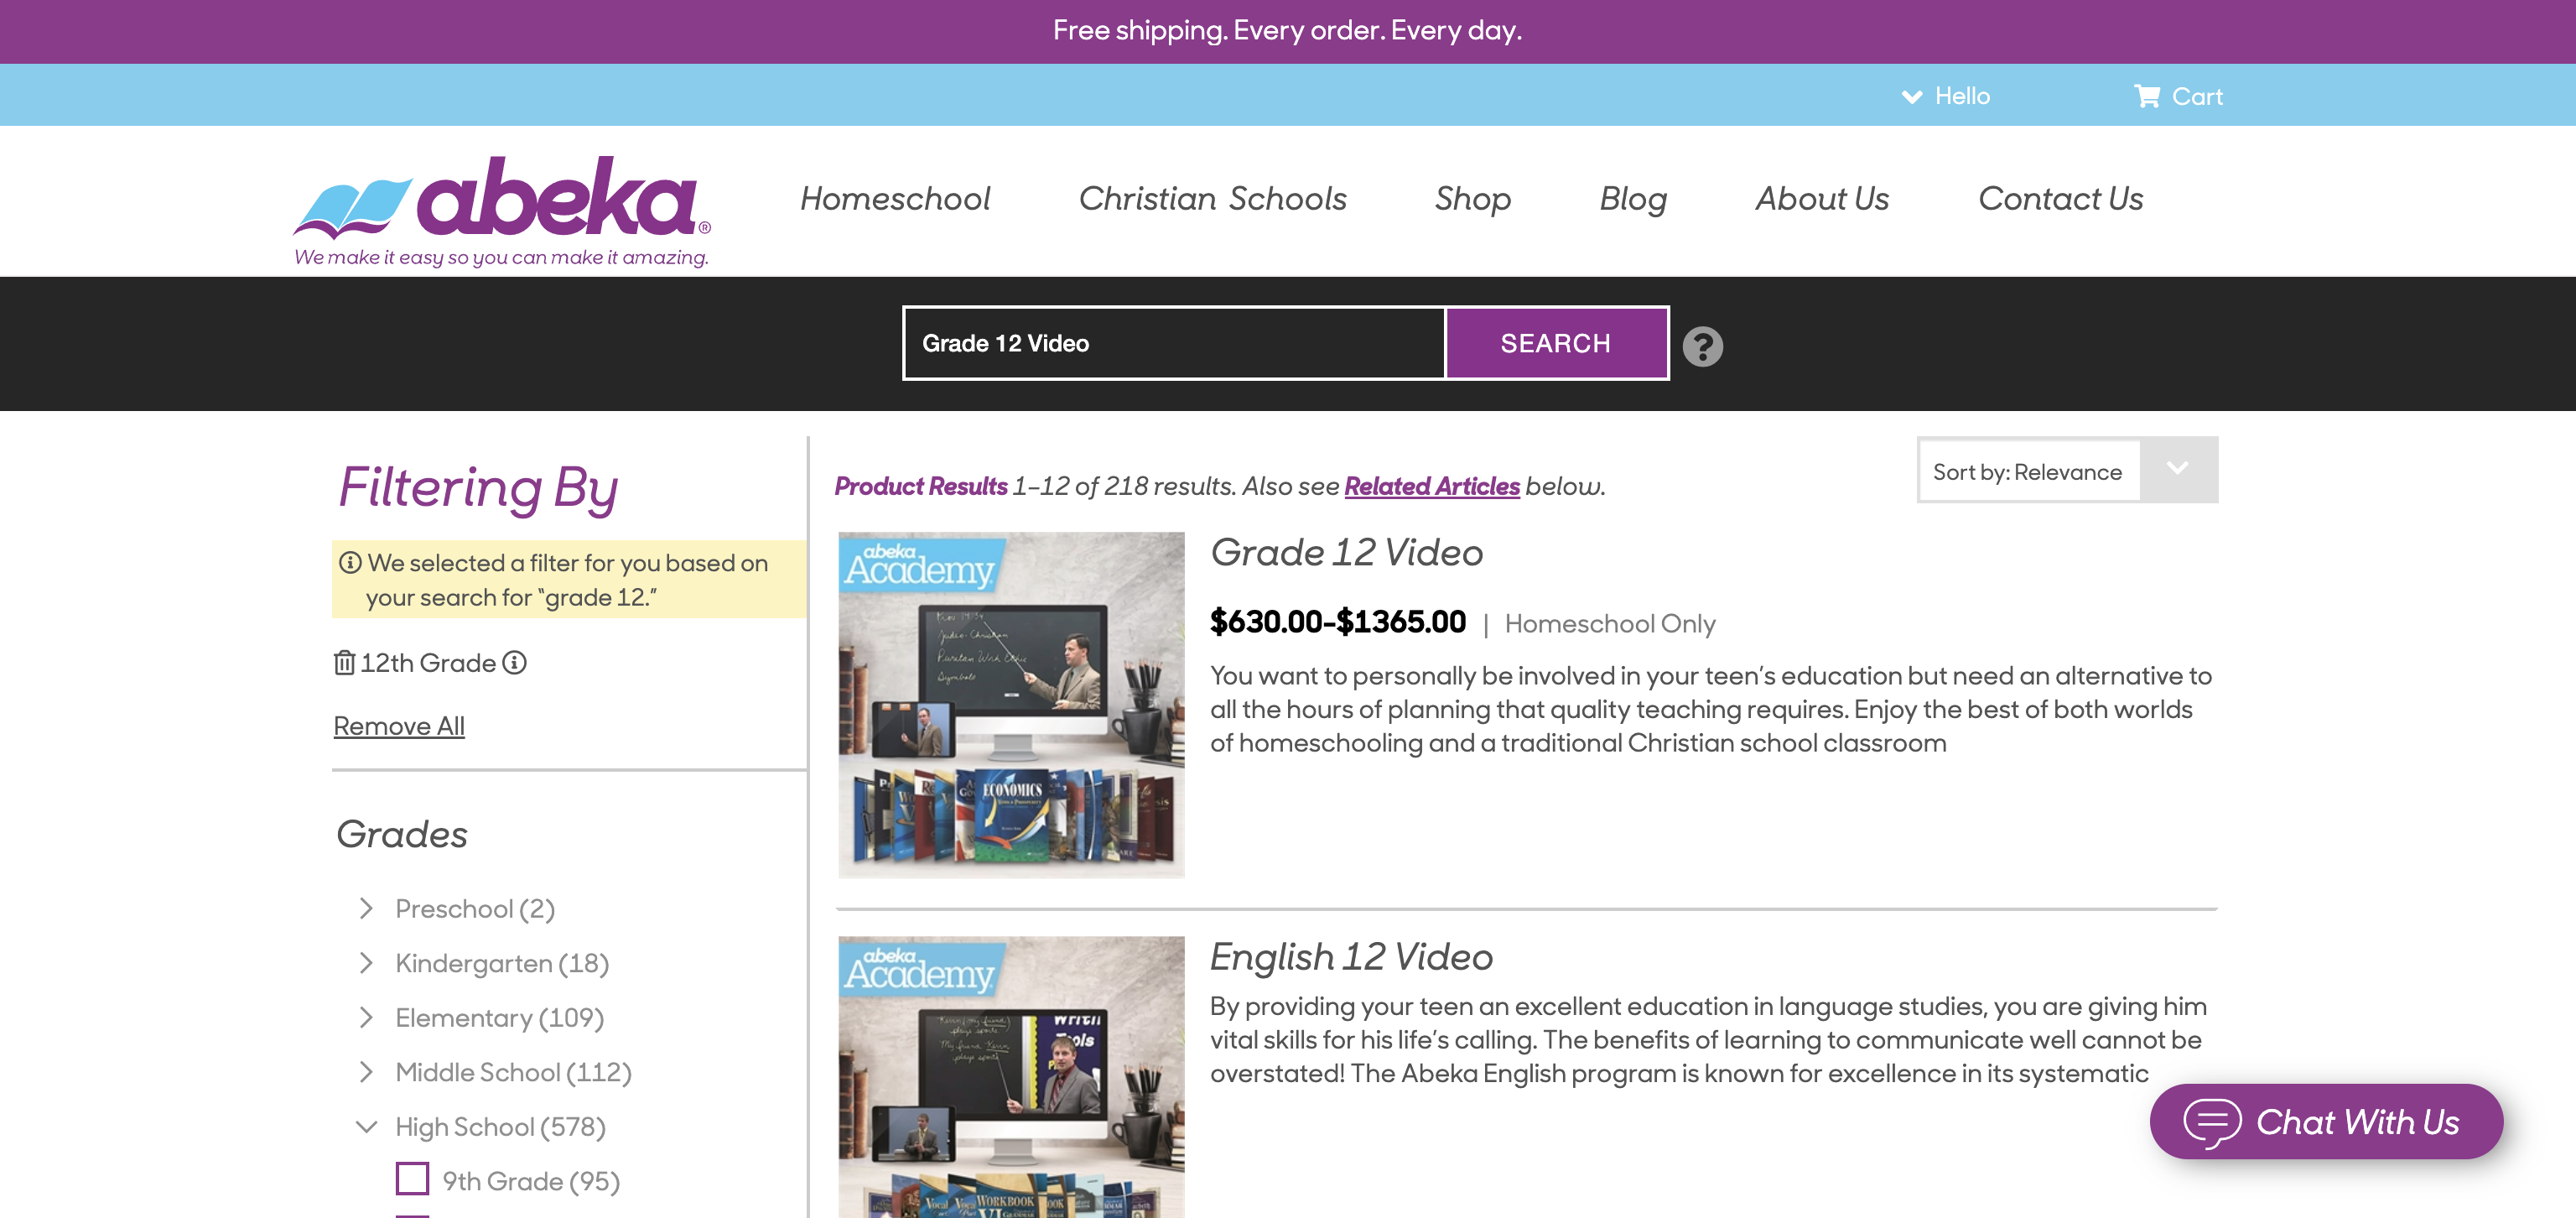 Free shipping. Every order. Every day.
Hello
Cart
abeka®
We make it easy so you can make it amazing.
Homeschool
Christian Schools
Shop
Blog
About Us
Contact Us
Grade 12 Video
SEARCH
?
Filtering By
We selected a filter for you based on
your search for “grade 12.”
12th Grade
Remove All
Grades
Preschool (2)
Kindergarten (18)
Elementary (109)
Middle School (112)
High School (578)
9th Grade (95)
Product Results 1–12 of 218 results. Also see Related Articles below.
Sort by: Relevance
abeka
Academy
ECONOMICS
Grade 12 Video
$630.00-$1365.00 | Homeschool Only
You want to personally be involved in your teen’s education but need an alternative to
all the hours of planning that quality teaching requires. Enjoy the best of both worlds
of homeschooling and a traditional Christian school classroom
abeka
Academy
WORKBOOK
English 12 Video
By providing your teen an excellent education in language studies, you are giving him
vital skills for his life’s calling. The benefits of learning to communicate well cannot be
overstated! The Abeka English program is known for excellence in its systematic
Chat With Us